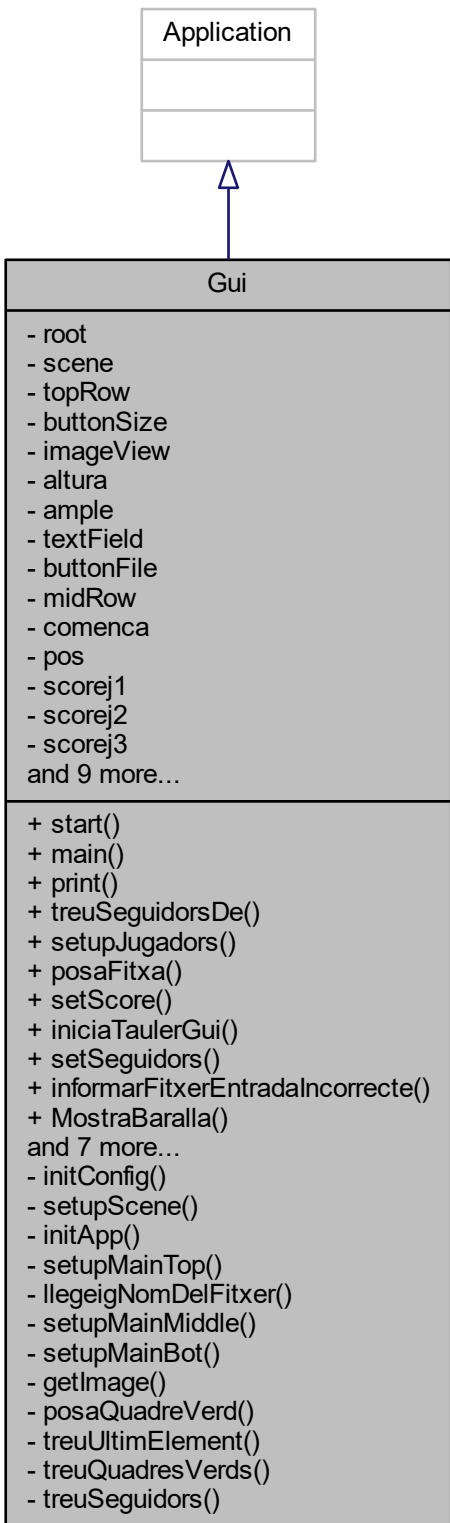 Application
Gui
- root
- scene
- topRow
- buttonSize
- imageView
- altura
- ample
- textField
- buttonFile
- midRow
- comenca
- pos
- scorej1
- scorej2
- scorej3
and 9 more...
+ start()
+ main()
+ print()
+ treuSeguidorsDe()
+ setupJugadors()
+ posaFitxa()
+ setScore()
+ iniciaTaulerGui()
+ setSeguidors()
+ informarFitxerEntradaIncorrecte()
+ MostraBaralla()
and 7 more...
- initConfig()
- setupScene()
- initApp()
- setupMainTop()
- llegeigNomDelFitxer()
- setupMainMiddle()
- setupMainBot()
- getImage()
- posaQuadreVerd()
- treuUltimElement()
- treuQuadresVerds()
- treuSeguidors()